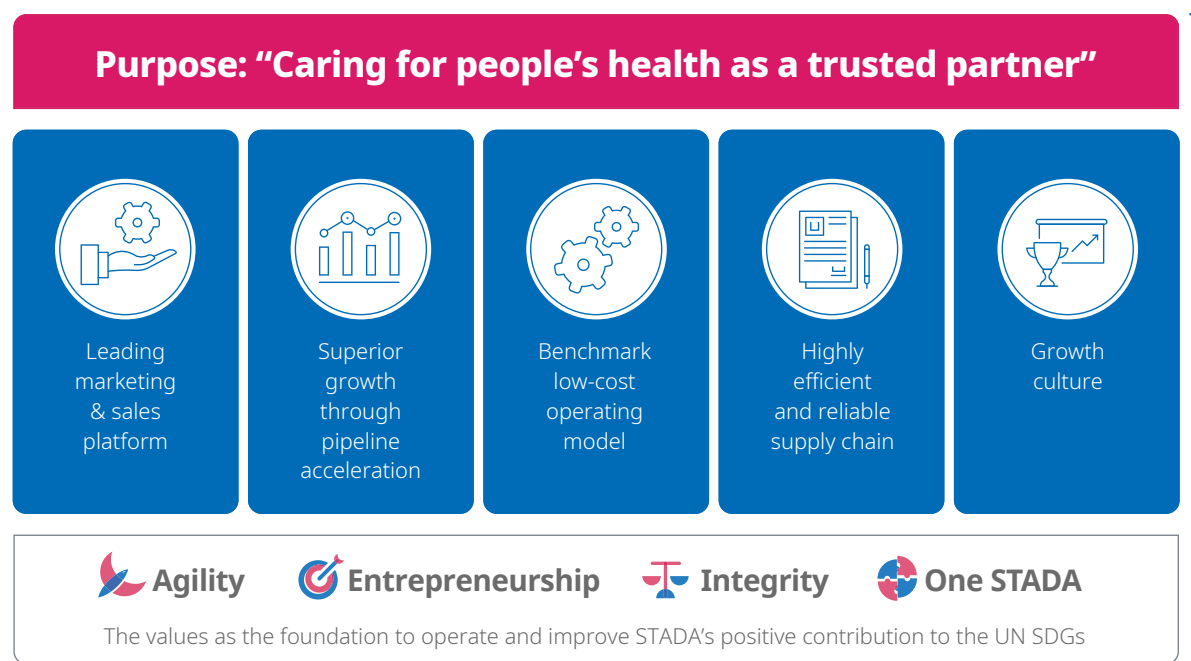 Purpose: “Caring for people’s health as a trusted partner”
Leading
marketing
& sales
platform
Superior
growth
through
pipeline
acceleration
Benchmark
low-cost
operating
model
Highly
efficient
and reliable
supply chain
Growth
culture
Agility
Entrepreneurship
Integrity
One STADA
The values as the foundation to operate and improve STADA’s positive contribution to the UN SDGs